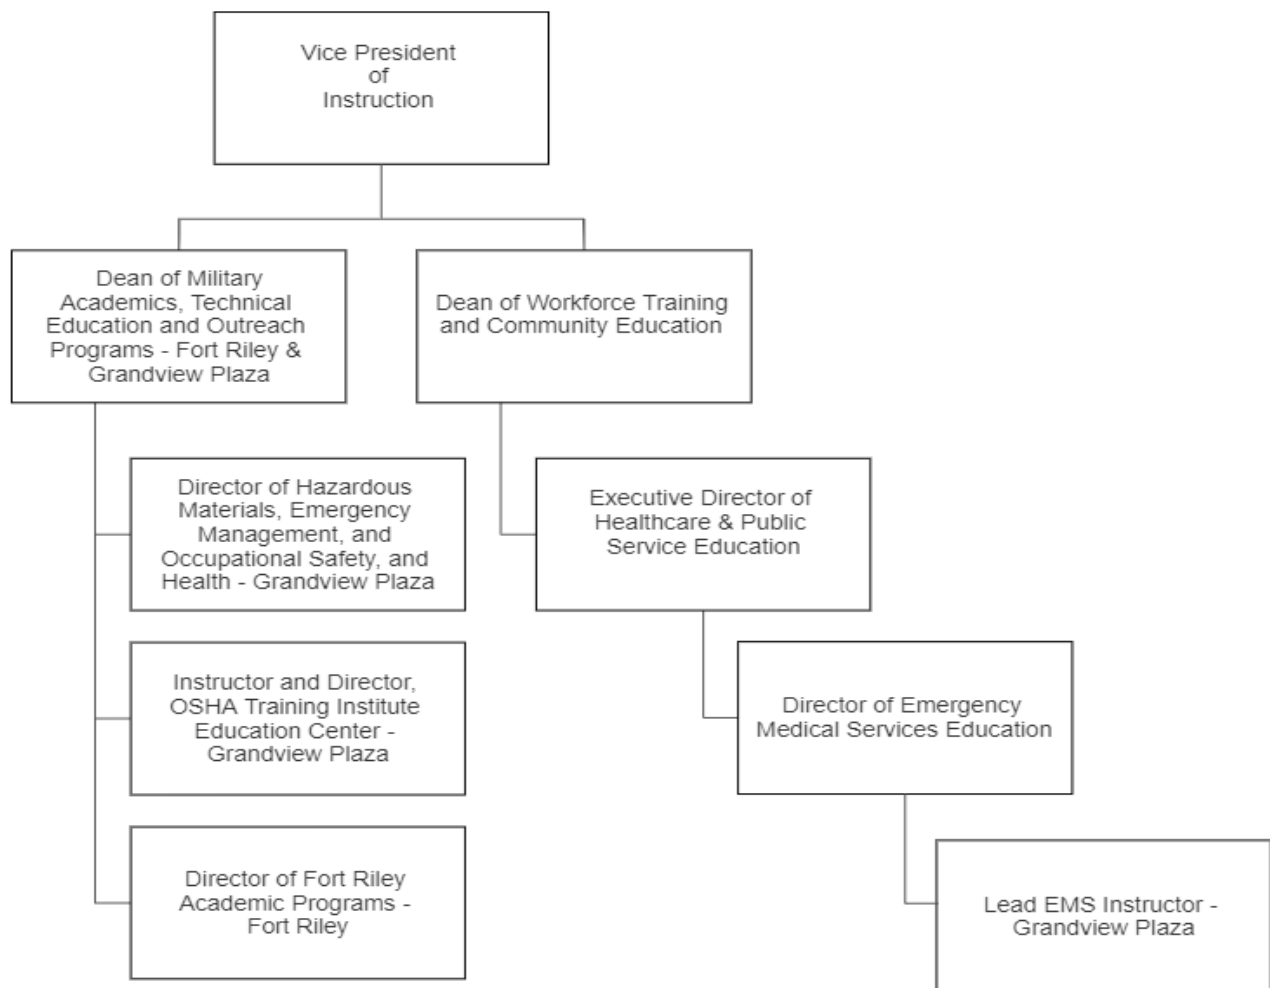 Vice President
of
Instruction
Dean of Military
Academics, Technical
Education and Outreach
Programs - Fort Riley &
Grandview Plaza
Dean of Workforce Training
and Community Education
Director of Hazardous
Materials, Emergency
Management, and
Occupational Safety, and
Health - Grandview Plaza
Executive Director of
Healthcare & Public
Service Education
Instructor and Director,
OSHA Training Institute
Education Center -
Grandview Plaza
Director of Emergency
Medical Services Education
Director of Fort Riley
Academic Programs -
Fort Riley
Lead EMS Instructor -
Grandview Plaza